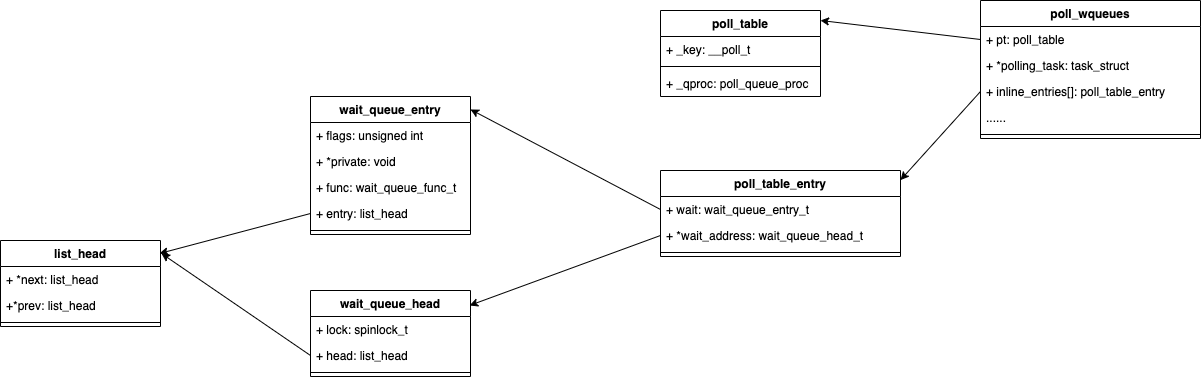 poll_wqueues
+ pt: poll_table
+ *polling_task: task_struct
+ inline_entries[]: poll_table_entry
......
poll_table
+ _key: __poll_t
+ _qproc: poll_queue_proc
wait_queue_entry
+ flags: unsigned int
+ *private: void
+ func: wait_queue_func_t
+ entry: list_head
poll_table_entry
+ wait: wait_queue_entry_t
+ *wait_address: wait_queue_head_t
list_head
+ *next: list_head
+*prev: list_head
wait_queue_head
+ lock: spinlock_t
+ head: list_head